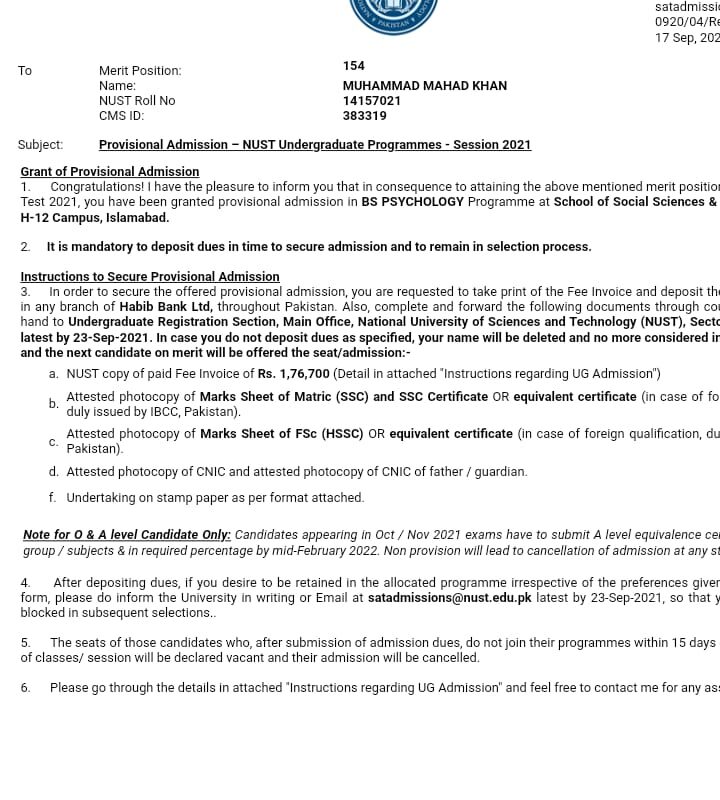 PAKISTAN
satadmissi
0920/04/Re
17 Sep, 202
To Merit Position: 154
Name: MUHAMMAD MAHAD KHAN
NUST Roll No 14157021
CMS ID: 383319
Subject: Provisional Admission – NUST Undergraduate Programmes - Session 2021
Grant of Provisional Admission
1. Congratulations! I have the pleasure to inform you that in consequence to attaining the above mentioned merit position
Test 2021, you have been granted provisional admission in BS PSYCHOLOGY Programme at School of Social Sciences &
H-12 Campus, Islamabad.
2. It is mandatory to deposit dues in time to secure admission and to remain in selection process.
Instructions to Secure Provisional Admission
3. In order to secure the offered provisional admission, you are requested to take print of the Fee Invoice and deposit the
in any branch of Habib Bank Ltd, throughout Pakistan. Also, complete and forward the following documents through cou
hand to Undergraduate Registration Section, Main Office, National University of Sciences and Technology (NUST), Secto
latest by 23-Sep-2021. In case you do not deposit dues as specified, your name will be deleted and no more considered in
and the next candidate on merit will be offered the seat/admission:-
a. NUST copy of paid Fee Invoice of Rs. 1,76,700 (Detail in attached "Instructions regarding UG Admission")
b. Attested photocopy of Marks Sheet of Matric (SSC) and SSC Certificate OR equivalent certificate (in case of fo
duly issued by IBCC, Pakistan).
c. Attested photocopy of Marks Sheet of FSc (HSSC) OR equivalent certificate (in case of foreign qualification, du
Pakistan).
d. Attested photocopy of CNIC and attested photocopy of CNIC of father / guardian.
f. Undertaking on stamp paper as per format attached.
Note for O & A level Candidate Only: Candidates appearing in Oct / Nov 2021 exams have to submit A level equivalence ce
group / subjects & in required percentage by mid-February 2022. Non provision will lead to cancellation of admission at any st
4. After depositing dues, if you desire to be retained in the allocated programme irrespective of the preferences given
form, please do inform the University in writing or Email at satadmissions@nust.edu.pk latest by 23-Sep-2021, so that y
blocked in subsequent selections..
5. The seats of those candidates who, after submission of admission dues, do not join their programmes within 15 days
of classes/ session will be declared vacant and their admission will be cancelled.
6. Please go through the details in attached "Instructions regarding UG Admission" and feel free to contact me for any ass